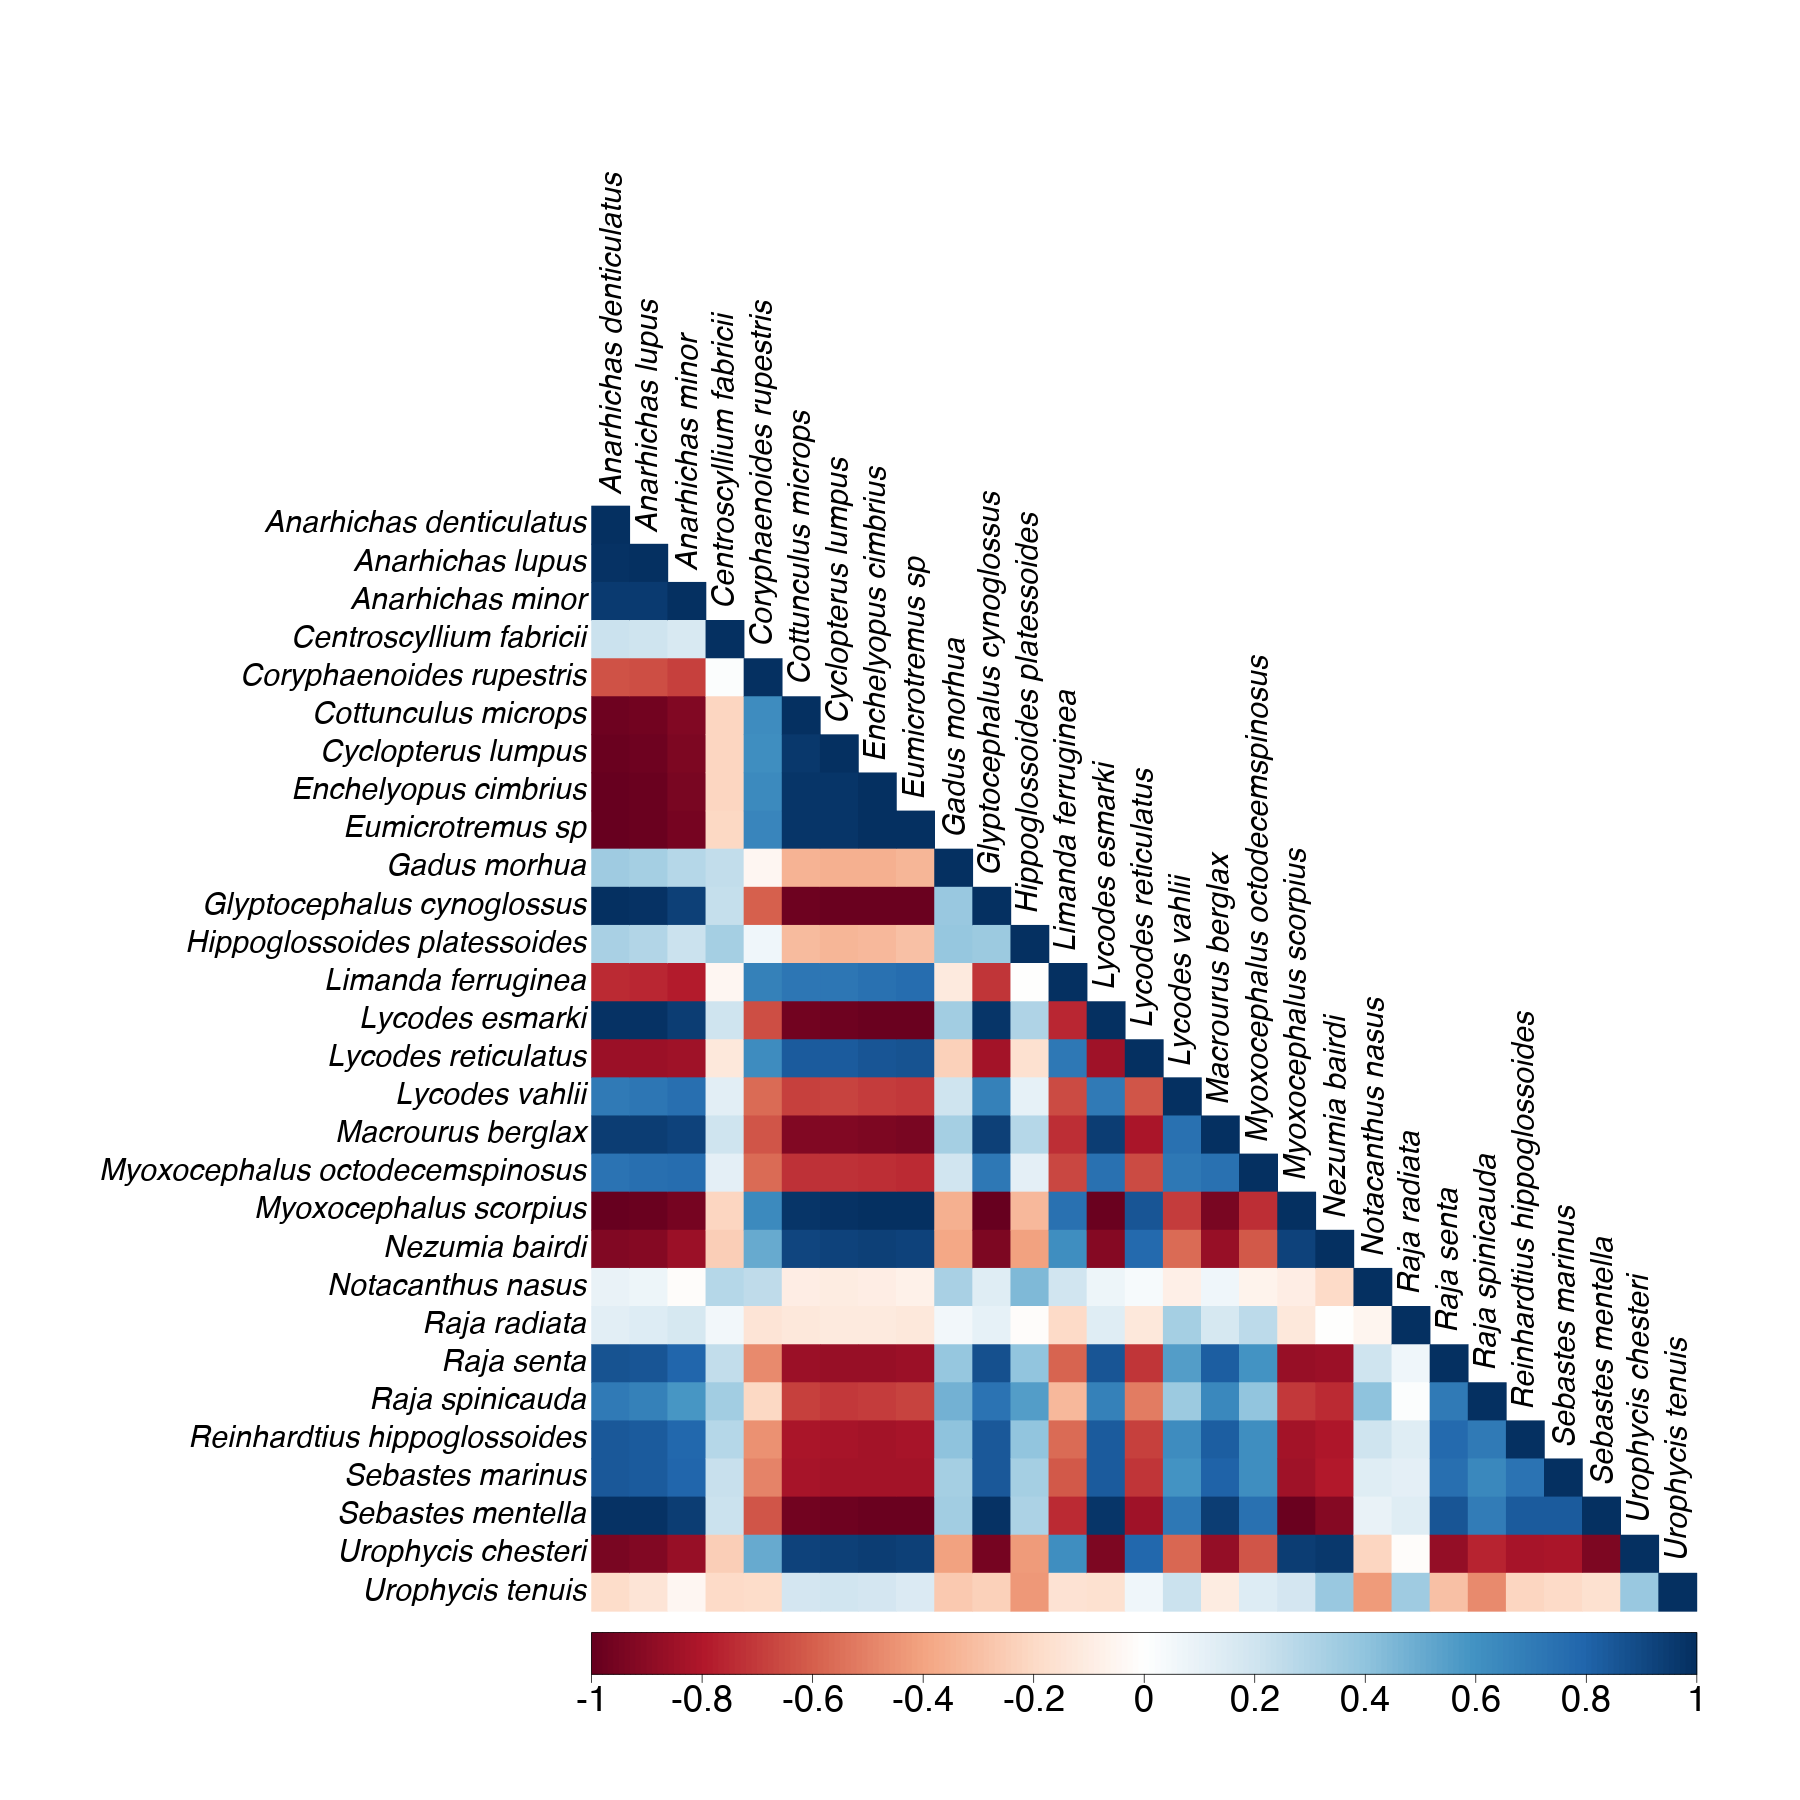 Anarhichas denticulatus
Anarhichas lupus
Anarhichas minor
Centroscyllium fabricii
Coryphaenoides rupestris
Cottunculus microps
Cyclopterus lumpus
Enchelyopus cimbrius
Eumicrotremus sp
Gadus morhua
Glyptocephalus cynoglossus
Hippoglossoides platessoides
Limanda ferruginea
Lycodes esmarki
Lycodes reticulatus
Lycodes vahlii
Macrourus berglax
Myoxocephalus octodecemspinosus
Myoxocephalus scorpius
Nezumia bairdi
Notacanthus nasus
Raja radiata
Raja senta
Raja spinicauda
Reinhardtius hippoglossoides
Sebastes marinus
Sebastes mentella
Urophycis chesteri
Urophycis tenuis
Anarhichas denticulatus
Anarhichas lupus
Anarhichas minor
Centroscyllium fabricii
Coryphaenoides rupestris
Cottunculus microps
Cyclopterus lumpus
Enchelyopus cimbrius
Eumicrotremus sp
Gadus morhua
Glyptocephalus cynoglossus
Hippoglossoides platessoides
Limanda ferruginea
Lycodes esmarki
Lycodes reticulatus
Lycodes vahlii
Macrourus berglax
Myoxocephalus octodecemspinosus
Myoxocephalus scorpius
Nezumia bairdi
Notacanthus nasus
Raja radiata
Raja senta
Raja spinicauda
Reinhardtius hippoglossoides
Sebastes marinus
Sebastes mentella
Urophycis chesteri
Urophycis tenuis
-1 -0.8 -0.6 -0.4 -0.2 0 0.2 0.4 0.6 0.8 1